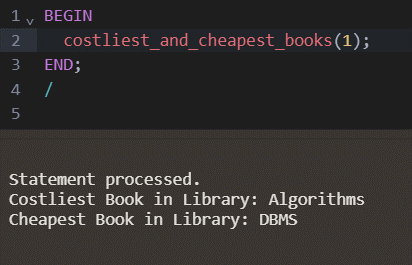 1 BEGIN
2 costliest_and_cheapest_books(1);
3 END;
4 /
5
Statement processed.
Costliest Book in Library: Algorithms
Cheapest Book in Library: DBMS